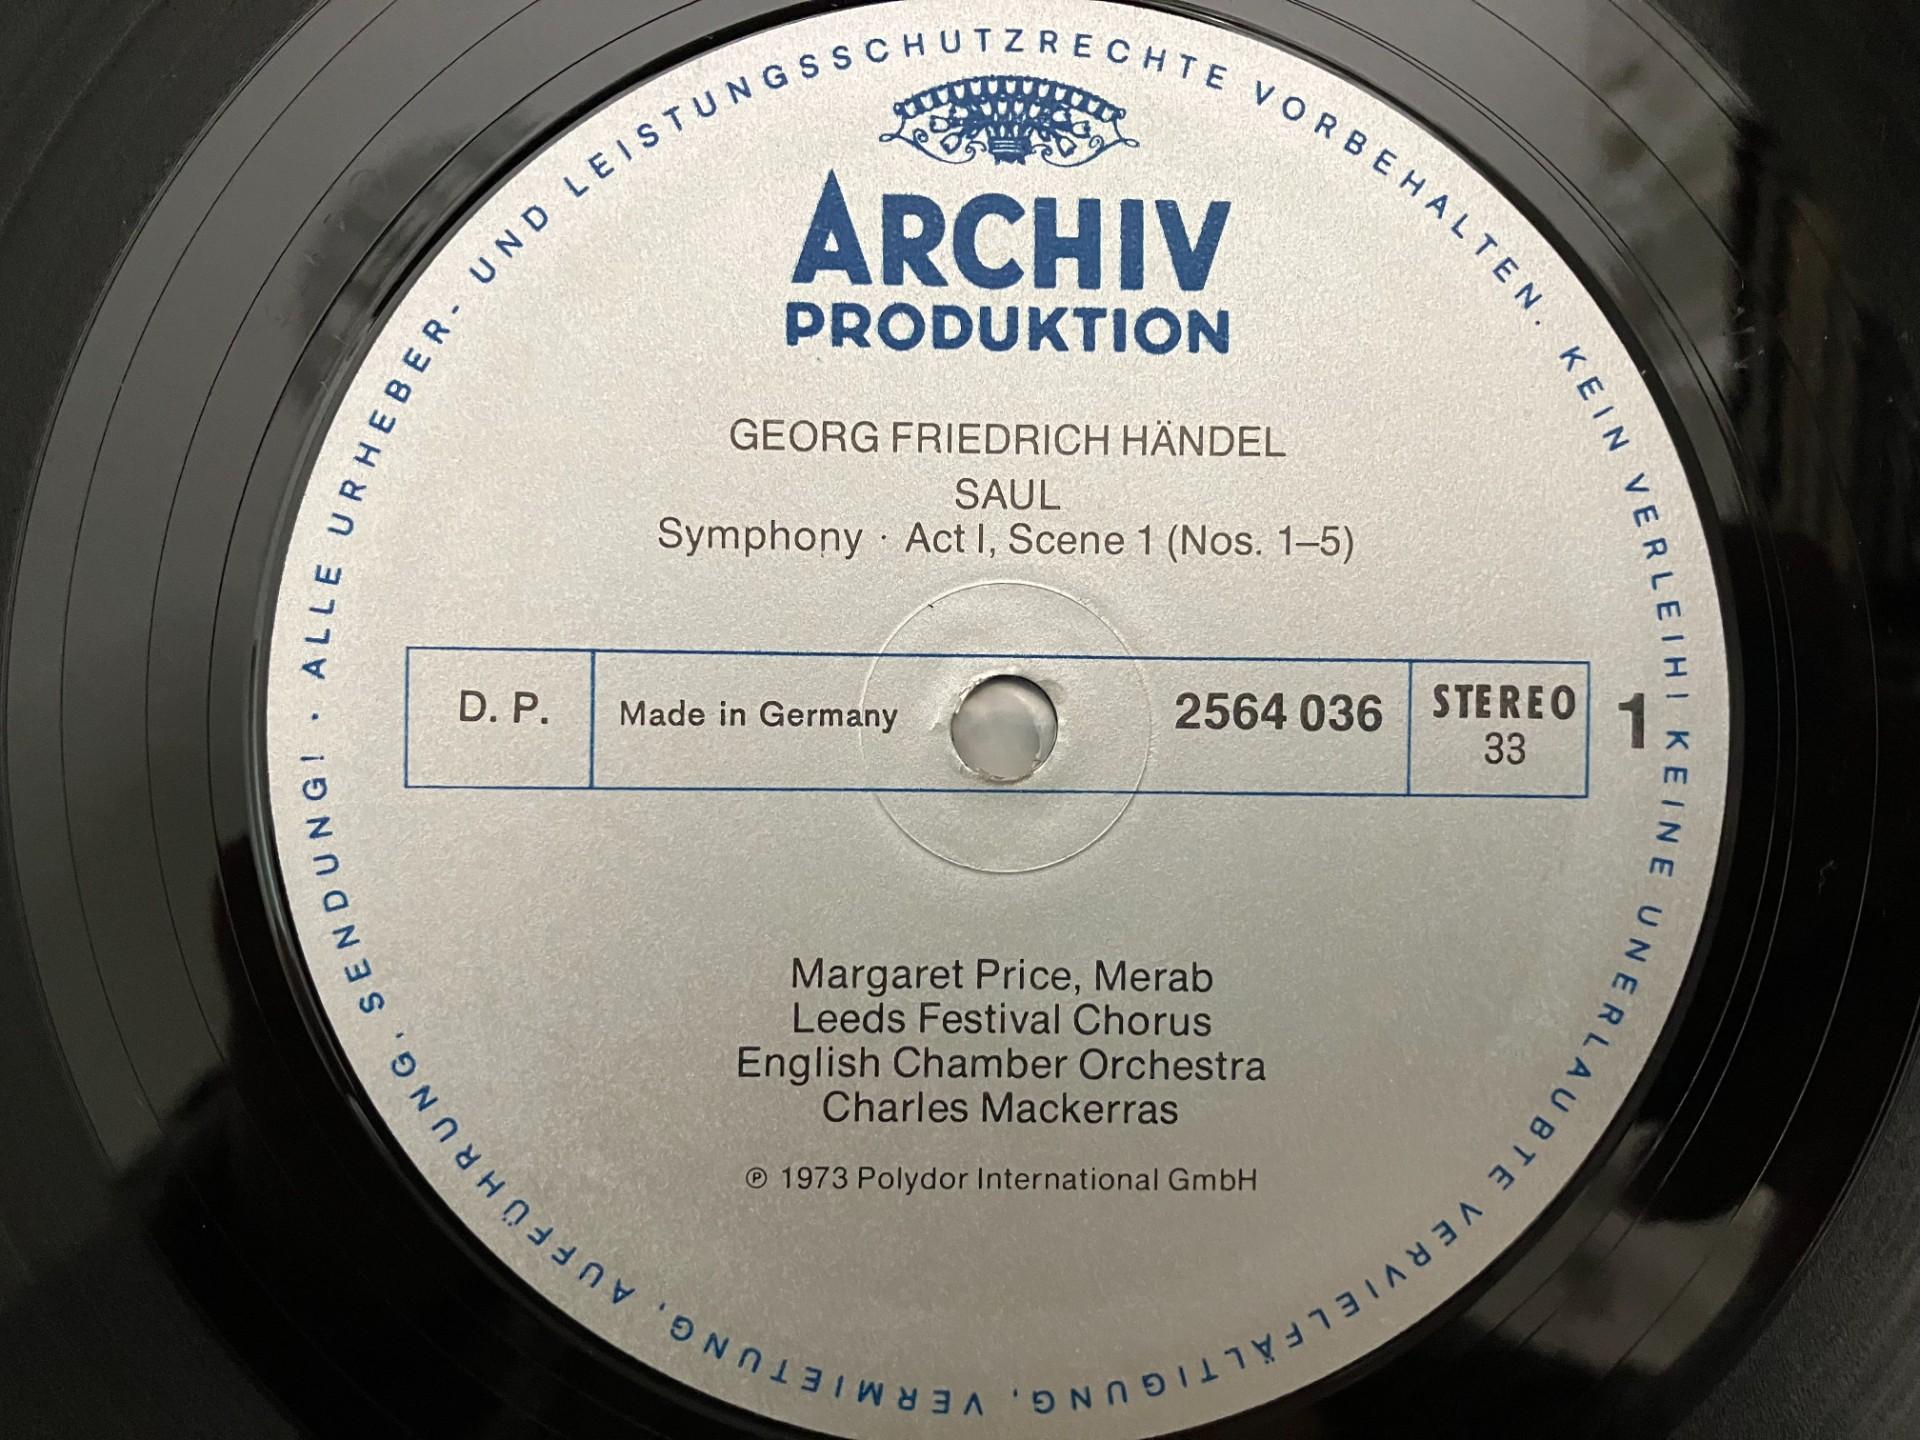 ALLE URHEBER- UND LEISTUNGSSCHUTZRECHTE VORBEHALTEN. KEIN VERLEIH! KEINE UNERLAUBTE VERVIELFÄLTIGUNG, VERMIETUNG, AUFFÜHRUNG, SENDUNG! ·
ARCHIV
PRODUKTION
GEORG FRIEDRICH HÄNDEL
SAUL
Symphony · Act I, Scene 1 (Nos. 1–5)
D. P. Made in Germany 2564 036 STEREO 1
33
Margaret Price, Merab
Leeds Festival Chorus
English Chamber Orchestra
Charles Mackerras
℗ 1973 Polydor International GmbH